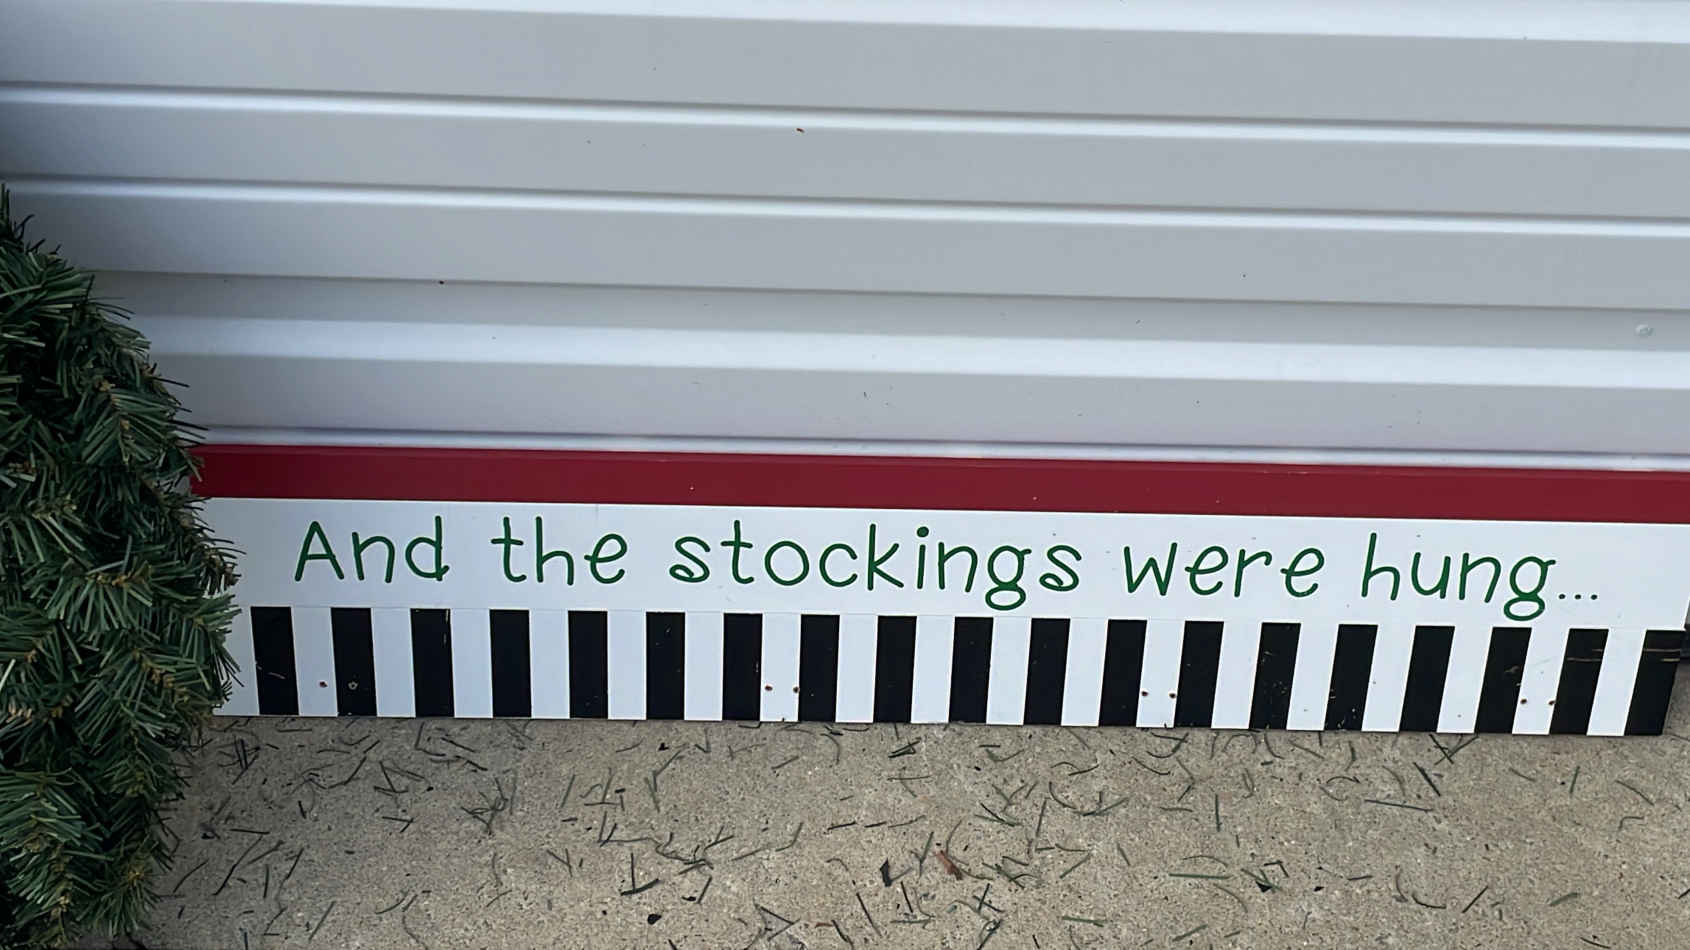 And the stockings were hung...